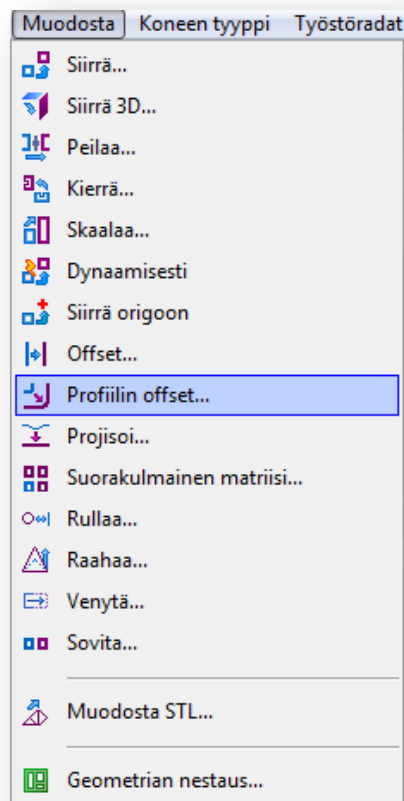 Muodosta Koneen tyyppi Työstöradat
Siirrä...
Siirrä 3D...
Peilaa...
Kierrä...
Skaalaa...
Dynaamisesti
Siirrä origoon
Offset...
Profiilin offset...
Projisoi...
Suorakulmainen matriisi...
Rullaa...
Raahaa...
Venytä...
Sovita...
Muodosta STL...
Geometrian nestaus...